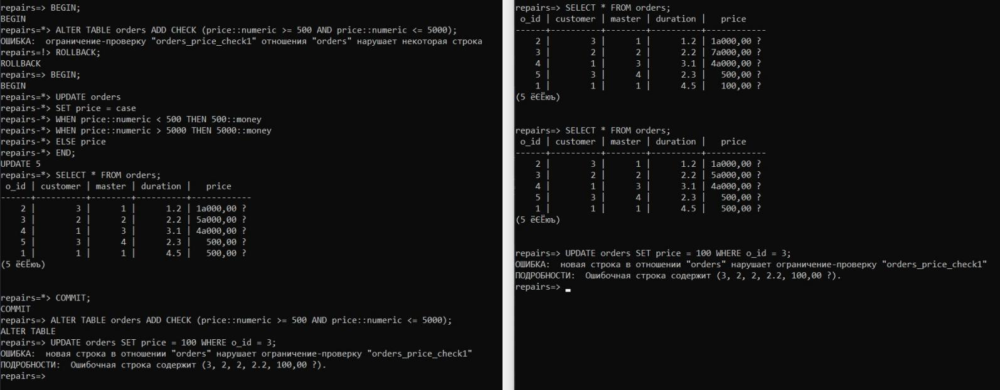 repairs=> BEGIN;
BEGIN
repairs=*> ALTER TABLE orders ADD CHECK (price::numeric >= 500 AND price::numeric <= 5000);
ОШИБКА:  ограничение-проверку "orders_price_check1" отношения "orders" нарушает некоторая строка
repairs=!> ROLLBACK;
ROLLBACK
repairs=> BEGIN;
BEGIN
repairs=*> UPDATE orders
repairs-*> SET price = case
repairs-*> WHEN price::numeric < 500 THEN 500::money
repairs-*> WHEN price::numeric > 5000 THEN 5000::money
repairs-*> ELSE price
repairs-*> END;
UPDATE 5
repairs=*> SELECT * FROM orders;
 o_id | customer | master | duration |   price
------+----------+--------+----------+------------
    2 |        3 |      1 |      1.2 | 1а000,00 ?
    3 |        2 |      2 |      2.2 | 5а000,00 ?
    4 |        1 |      3 |      3.1 | 4а000,00 ?
    5 |        3 |      4 |      2.3 |   500,00 ?
    1 |        1 |      1 |      4.5 |   500,00 ?
(5 ёЄЁюъ)
repairs=*> COMMIT;
COMMIT
repairs=> ALTER TABLE orders ADD CHECK (price::numeric >= 500 AND price::numeric <= 5000);
ALTER TABLE
repairs=> UPDATE orders SET price = 100 WHERE o_id = 3;
ОШИБКА:  новая строка в отношении "orders" нарушает ограничение-проверку "orders_price_check1"
ПОДРОБНОСТИ:  Ошибочная строка содержит (3, 2, 2, 2.2, 100,00 ?).
repairs=>
repairs=> SELECT * FROM orders;
 o_id | customer | master | duration |   price
------+----------+--------+----------+------------
    2 |        3 |      1 |      1.2 | 1а000,00 ?
    3 |        2 |      2 |      2.2 | 7а000,00 ?
    4 |        1 |      3 |      3.1 | 4а000,00 ?
    5 |        3 |      4 |      2.3 |   500,00 ?
    1 |        1 |      1 |      4.5 |   100,00 ?
(5 ёЄЁюъ)
repairs=> SELECT * FROM orders;
 o_id | customer | master | duration |   price
------+----------+--------+----------+------------
    2 |        3 |      1 |      1.2 | 1а000,00 ?
    3 |        2 |      2 |      2.2 | 5а000,00 ?
    4 |        1 |      3 |      3.1 | 4а000,00 ?
    5 |        3 |      4 |      2.3 |   500,00 ?
    1 |        1 |      1 |      4.5 |   500,00 ?
(5 ёЄЁюъ)
repairs=> UPDATE orders SET price = 100 WHERE o_id = 3;
ОШИБКА:  новая строка в отношении "orders" нарушает ограничение-проверку "orders_price_check1"
ПОДРОБНОСТИ:  Ошибочная строка содержит (3, 2, 2, 2.2, 100,00 ?).
repairs=>